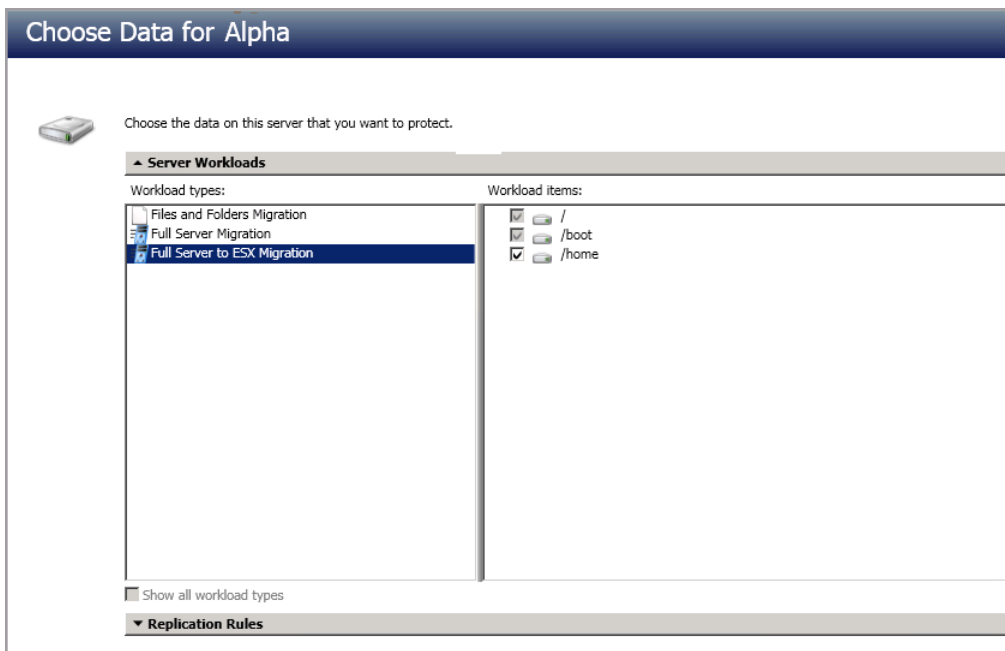 Choose Data for Alpha
Choose the data on this server that you want to protect.
Server Workloads
Workload types:
Workload items:
Files and Folders Migration
Full Server Migration
Full Server to ESX Migration
/
/boot
/home
Show all workload types
Replication Rules